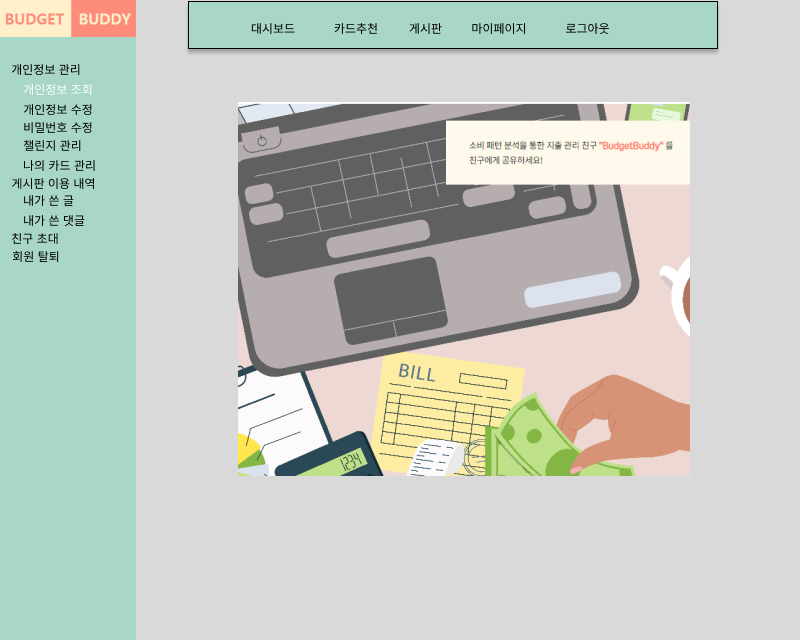 BUDGET BUDDY
대시보드 카드추천 게시판 마이페이지 로그아웃
개인정보 관리
개인정보 조회
개인정보 수정
비밀번호 수정
챌린지 관리
나의 카드 관리
게시판 이용 내역
내가 쓴 글
내가 쓴 댓글
친구 초대
회원 탈퇴
소비 패턴 분석을 통한 지출 관리 친구 "BudgetBuddy" 를
친구에게 공유하세요!
BILL
1234